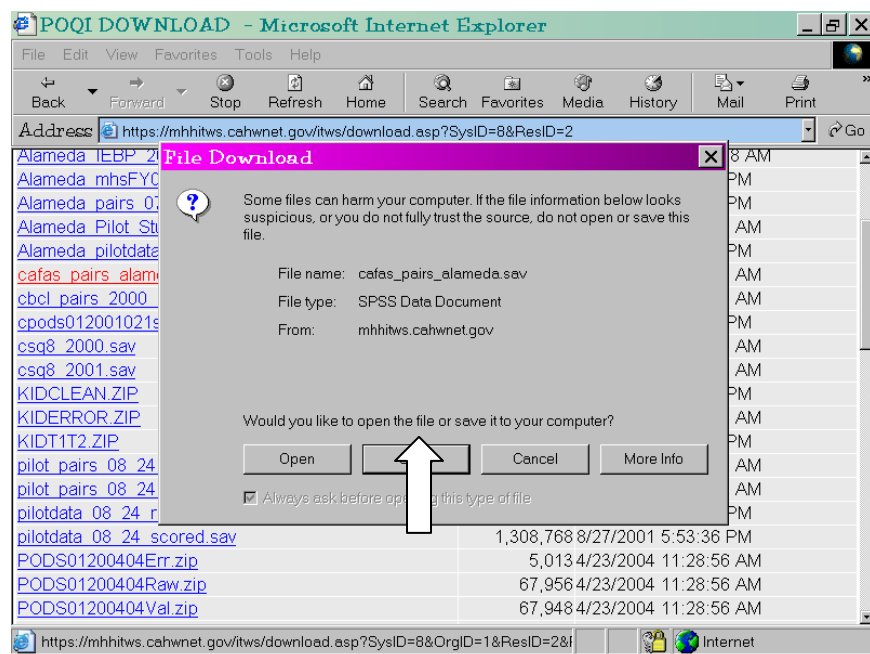 POQI DOWNLOAD - Microsoft Internet Explorer
File Edit View Favorites Tools Help
Back Forward Stop Refresh Home Search Favorites Media History Mail Print »
Address https://mhhitws.cahwnet.gov/itws/download.asp?SysID=8&ResID=2 Go
Alameda IEBP 8 AM
Alameda mhsFY0 PM
Alameda pairs PM
Alameda Pilot AM
Alameda pilotdata PM
cafas pairs AM
cbcl pairs 2000 AM
cpods012001021s PM
csq8 2000.sav AM
csq8 2001.sav AM
KIDCLEAN.ZIP PM
KIDERROR.ZIP PM
KIDT1T2.ZIP PM
pilot pairs 08 24 AM
pilot pairs 08 24 AM
pilotdata 08 24 r PM
pilotdata 08 24 scored.sav 1,308,768 8/27/2001 5:53:36 PM
PODS01200404Err.zip 5,013 4/23/2004 11:28:56 AM
PODS01200404Raw.zip 67,956 4/23/2004 11:28:56 AM
PODS01200404Val.zip 67,948 4/23/2004 11:28:56 AM
File Download
Some files can harm your computer. If the file information below looks
suspicious, or you do not fully trust the source, do not open or save this
file.
File name: cafas_pairs_alameda.sav
File type: SPSS Data Document
From: mhhitws.cahwnet.gov
Would you like to open the file or save it to your computer?
Open Cancel More Info
Always ask before opening this type of file
https://mhhitws.cahwnet.gov/itws/download.asp?SysID=8&OrgID=1&ResID=2& Internet